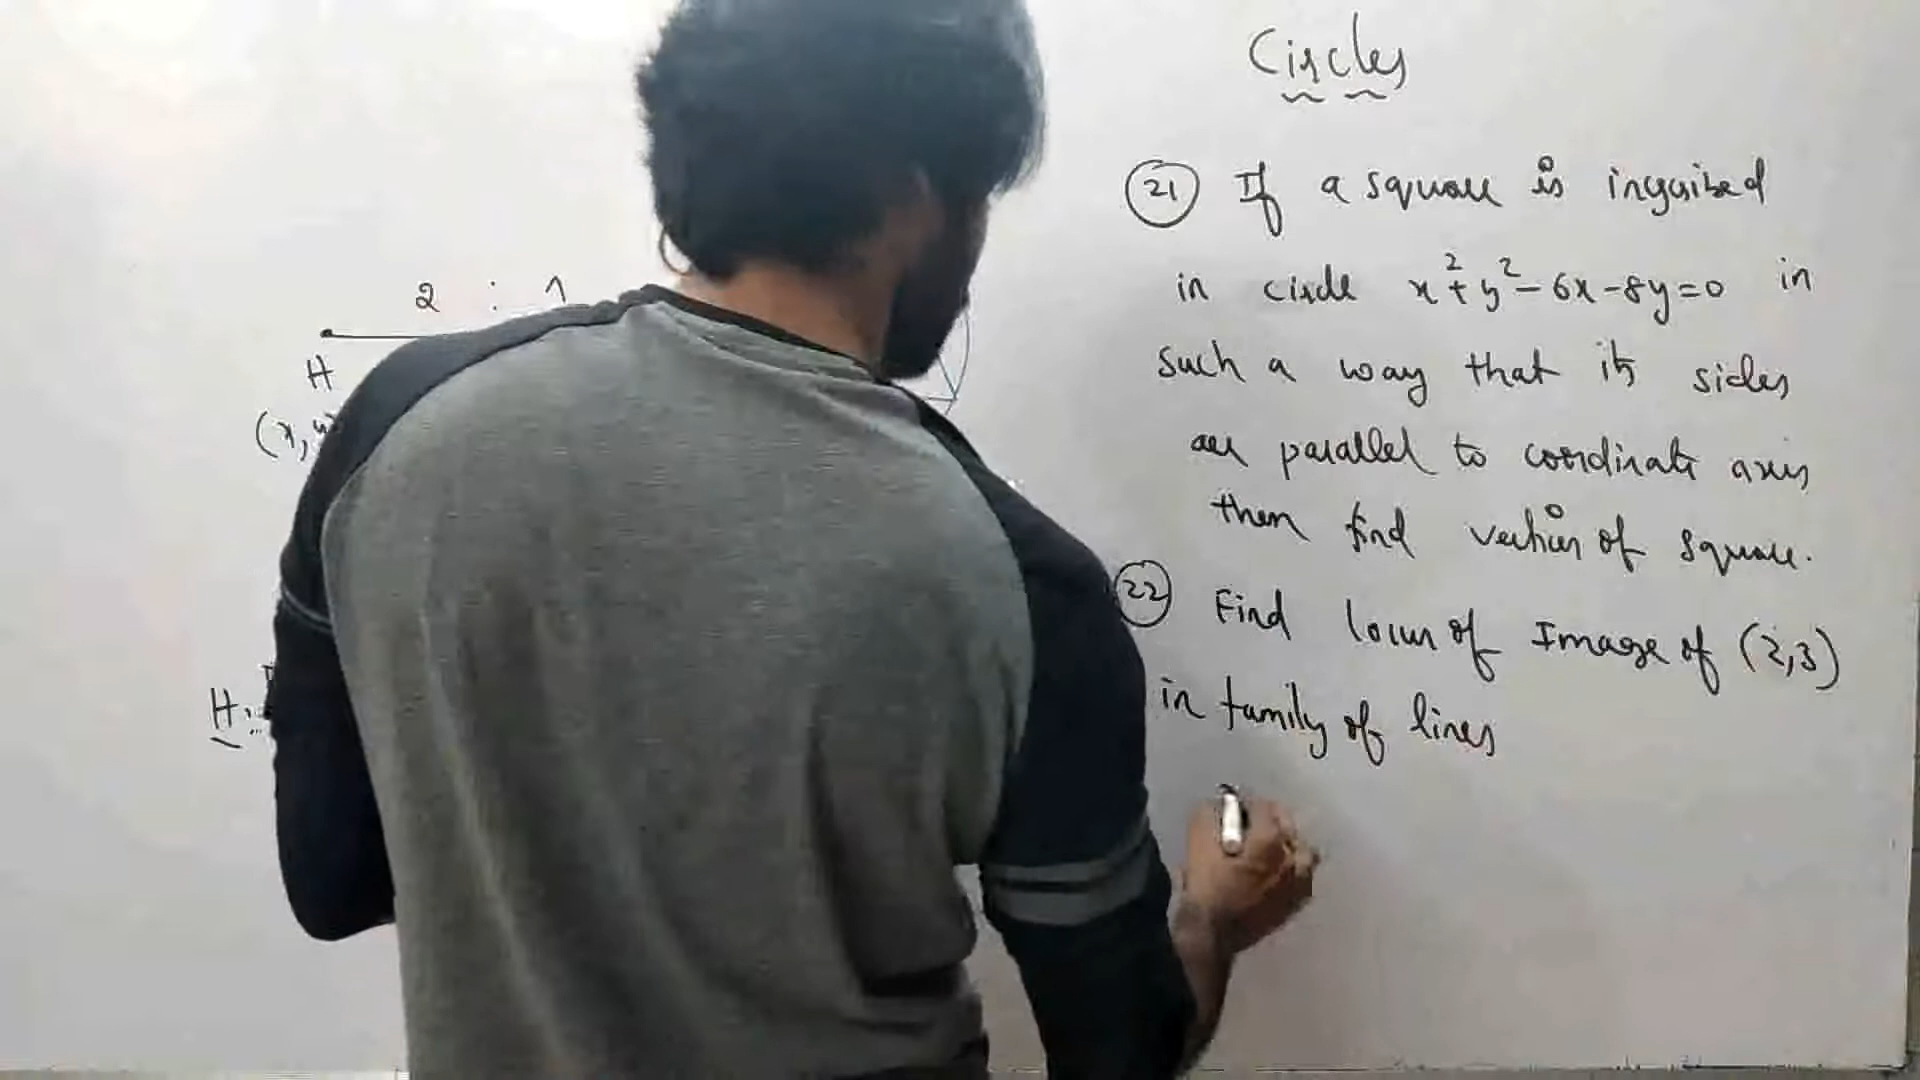 2 : 1
H
H:
Circles
(21) If a square is inscribed
in circle x²+y²-6x-8y=0 in
such a way that its sides
are parallel to coordinate axis
then find vertices of square.
(22) Find locus of Image of (2,3)
in family of lines